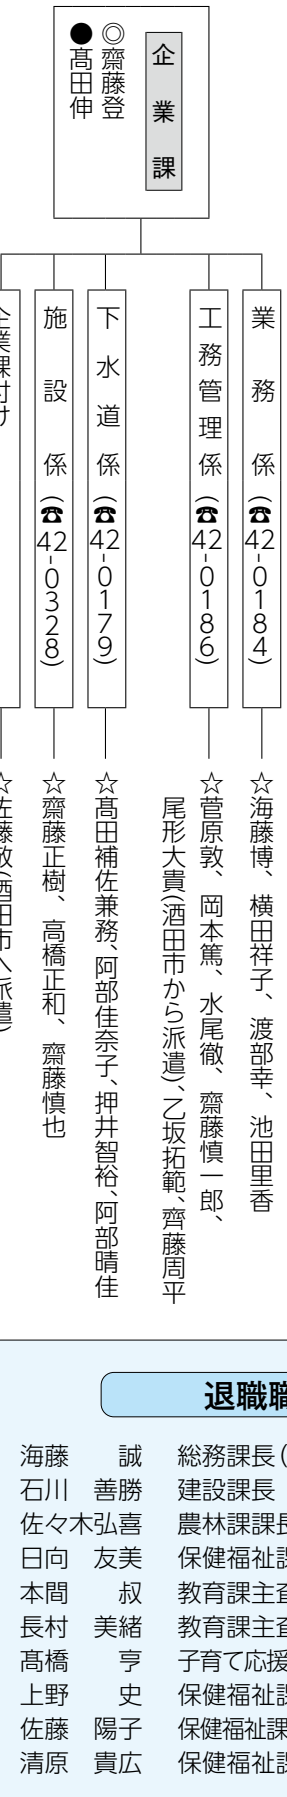 企業課
◎齋藤登
●髙田伸
業務係(☎42-0184)
☆海藤博、横田祥子、渡部幸、池田里香
工務管理係(☎42-0186)
☆菅原敦、岡本篤、水尾徹、齋藤慎一郎、
尾形大貴(酒田市から派遣)、乙坂拓範、齊藤周平
下水道係(☎42-0179)
☆髙田補佐兼務、阿部佳奈子、押井智裕、阿部晴佳
施設係(☎42-0328)
☆齋藤正樹、高橋正和、齋藤慎也
企業課付け
☆佐藤敏(酒田市へ派遣)
退職職
海藤 誠 総務課長(
石川 善勝 建設課長
佐々木弘喜 農林課課長
日向 友美 保健福祉課
本間 叔 教育課主査
長村 美緒 教育課主査
髙橋 亨 子育て応援
上野 史 保健福祉課
佐藤 陽子 保健福祉課
清原 貴広 保健福祉課